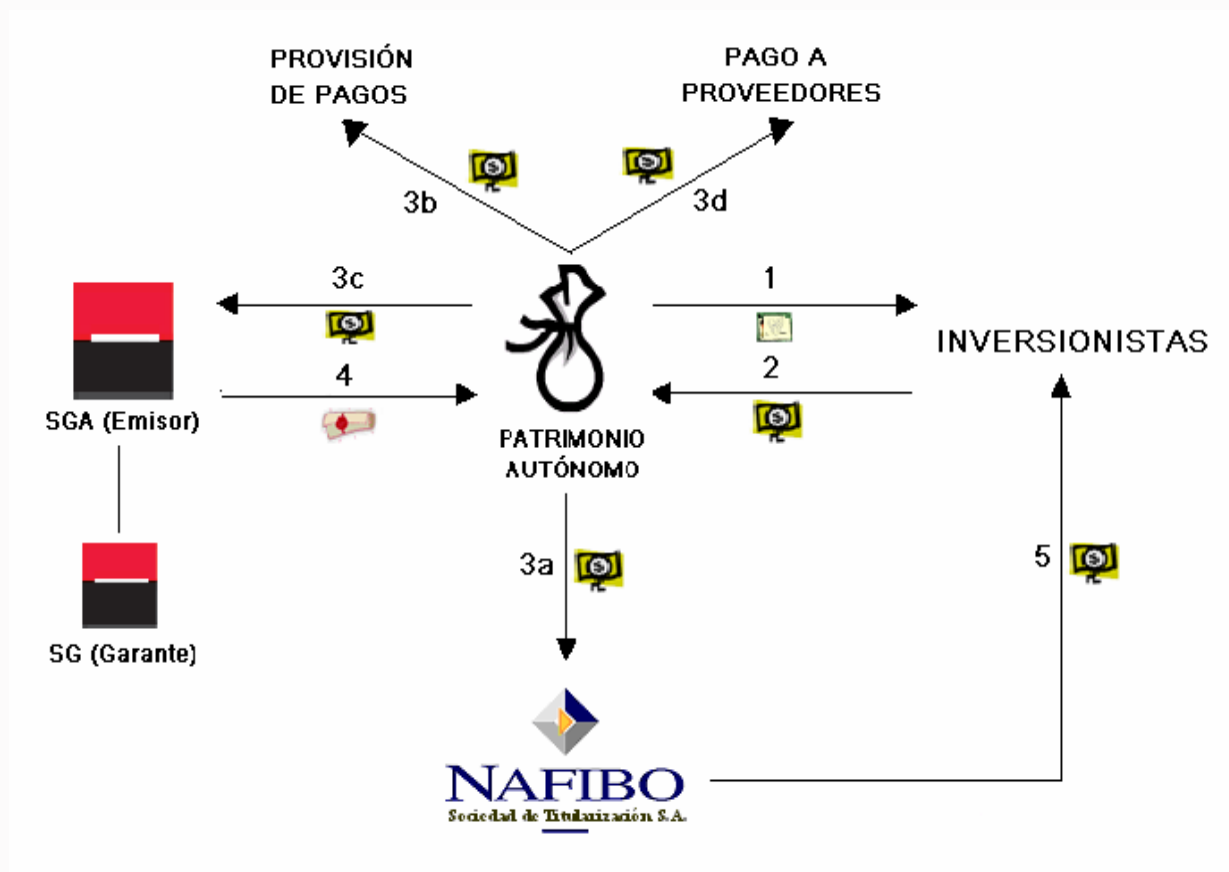 PROVISIÓN
DE PAGOS
PAGO A
PROVEEDORES
3b
3d
3c
1
INVERSIONISTAS
4
2
SGA (Emisor)
PATRIMONIO
AUTÓNOMO
3a
5
SG (Garante)
NAFIBO
Sociedad de Titularización S.A.